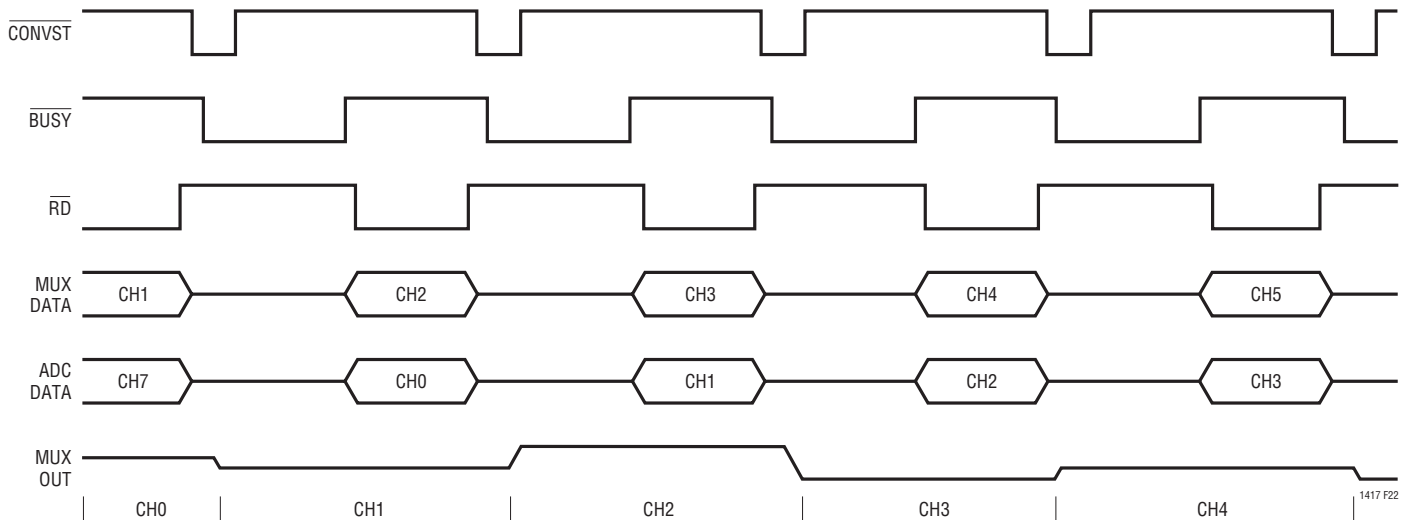 CONVST
BUSY
RD
MUX
DATA
CH1
CH2
CH3
CH4
CH5
ADC
DATA
CH7
CH0
CH1
CH2
CH3
MUX
OUT
CH0
CH1
CH2
CH3
CH4
1417 F22